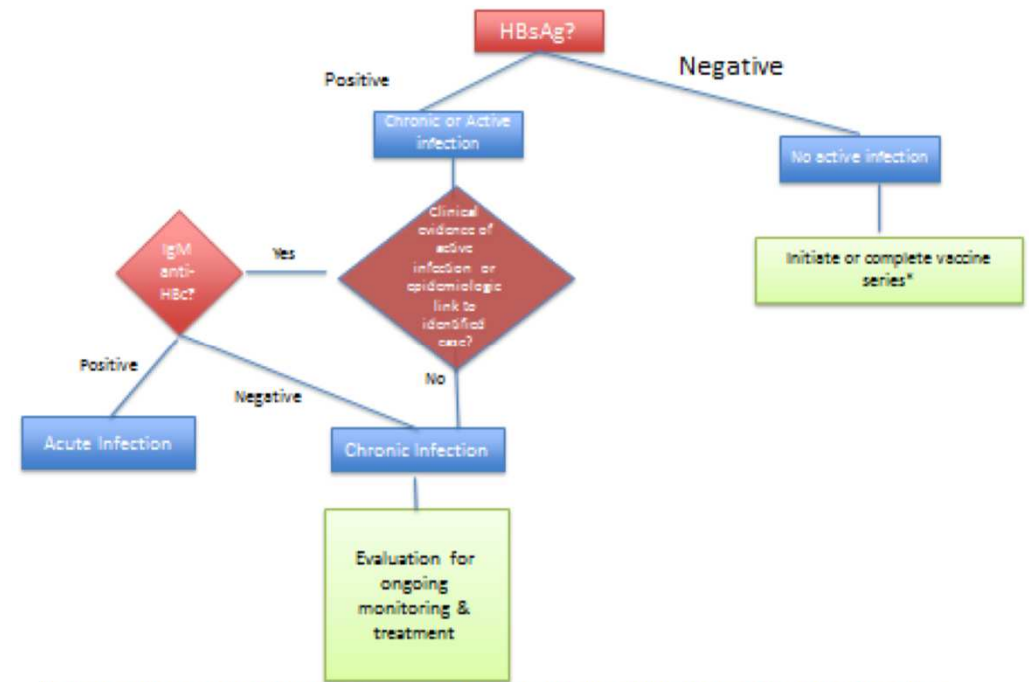 HBsAg?
Positive
Negative
Chronic or Active
infection
No active infection
Clinical
evidence of
active
infection or
epidemiologic
link to
identified
case?
Yes
IgM
anti-
HBc?
Initiate or complete vaccine
series*
Positive
Negative
No
Acute Infection
Chronic Infection
Evaluation for
ongoing
monitoring &
treatment